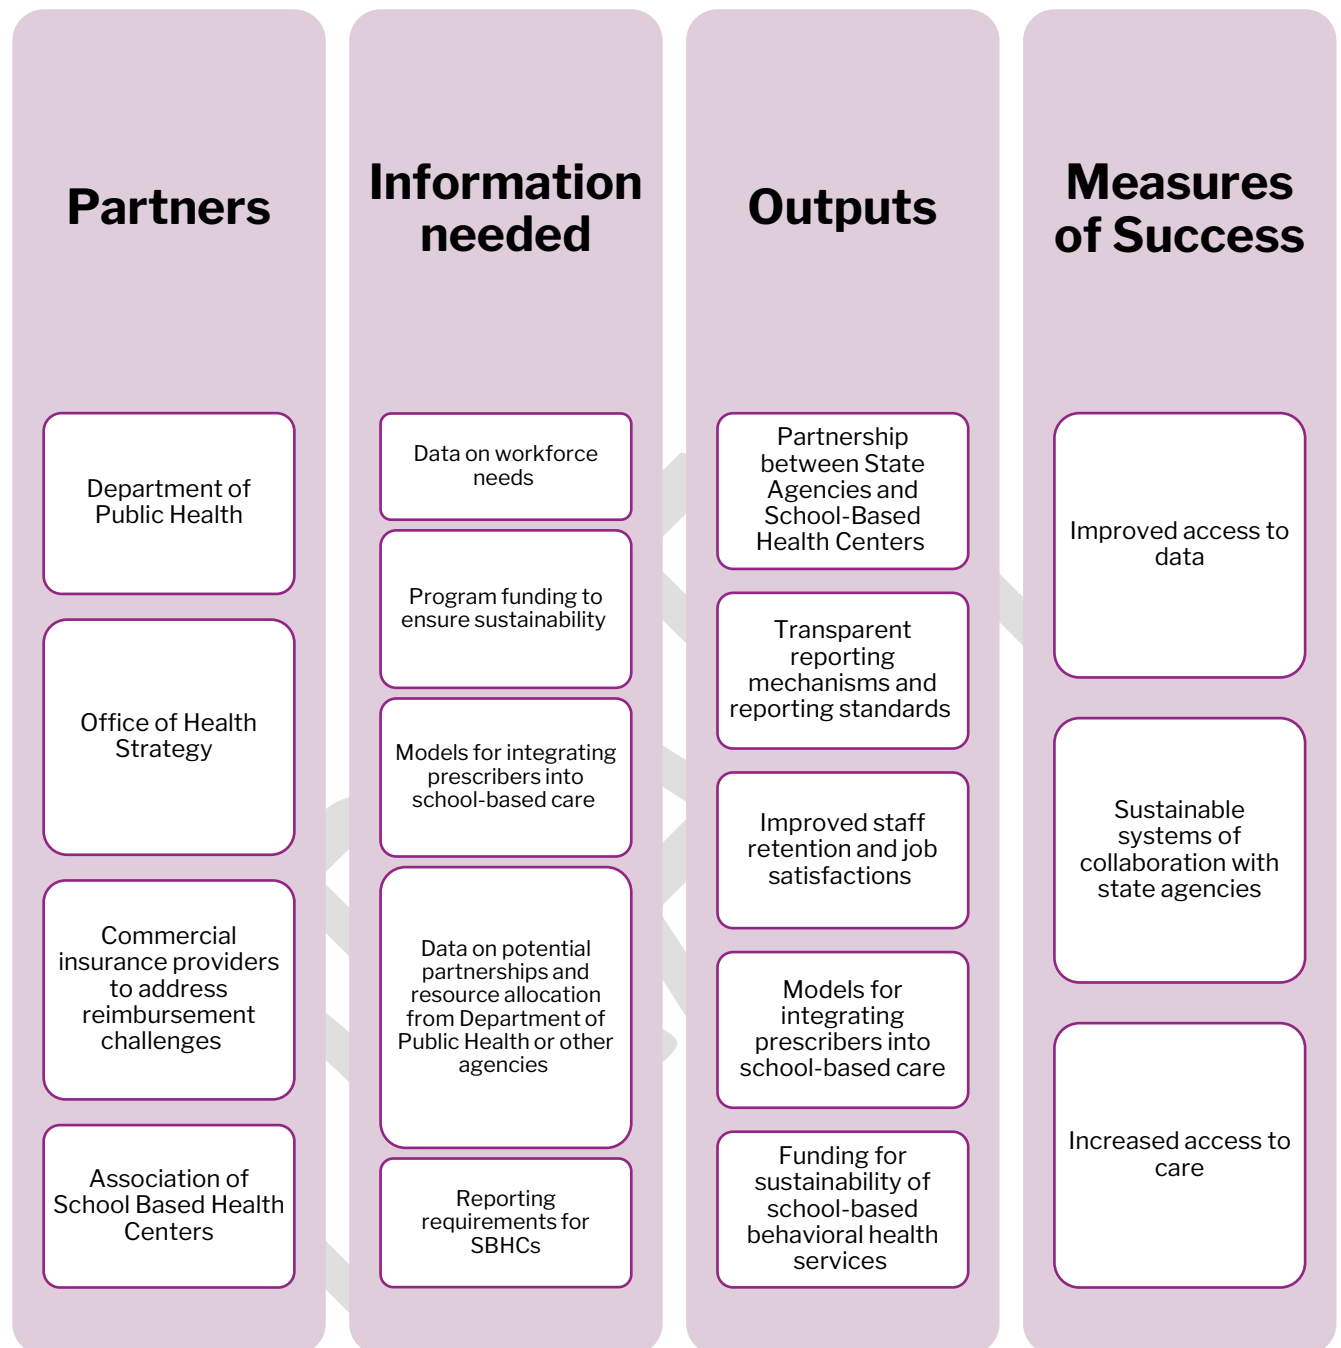 Partners
Department of
Public Health
Office of Health
Strategy
Commercial
insurance providers
to address
reimbursement
challenges
Association of
School Based Health
Centers
Information
needed
Data on workforce
needs
Program funding to
ensure sustainability
Models for integrating
prescribers into
school-based care
Data on potential
partnerships and
resource allocation
from Department of
Public Health or other
agencies
Reporting
requirements for
SBHCs
Outputs
Partnership
between State
Agencies and
School-Based
Health Centers
Transparent
reporting
mechanisms and
reporting standards
Improved staff
retention and job
satisfactions
Models for
integrating
prescribers into
school-based care
Funding for
sustainability of
school-based
behavioral health
services
Measures
of Success
Improved access to
data
Sustainable
systems of
collaboration with
state agencies
Increased access to
care